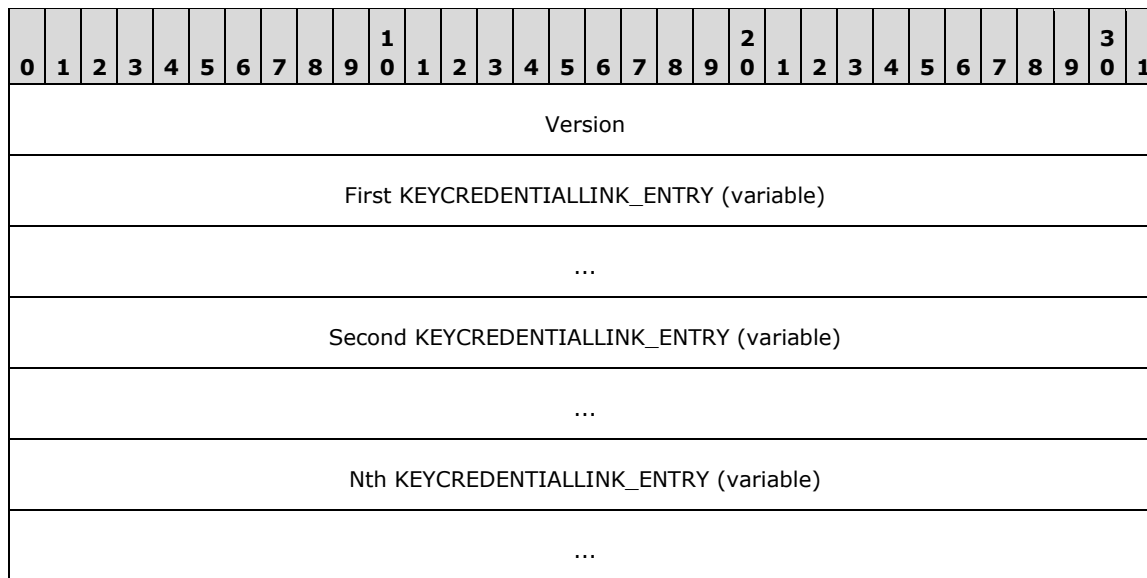 1 2 3
0 1 2 3 4 5 6 7 8 9 0 1 2 3 4 5 6 7 8 9 0 1 2 3 4 5 6 7 8 9 0 1
Version
First KEYCREDENTIALLINK_ENTRY (variable)
...
Second KEYCREDENTIALLINK_ENTRY (variable)
...
Nth KEYCREDENTIALLINK_ENTRY (variable)
...